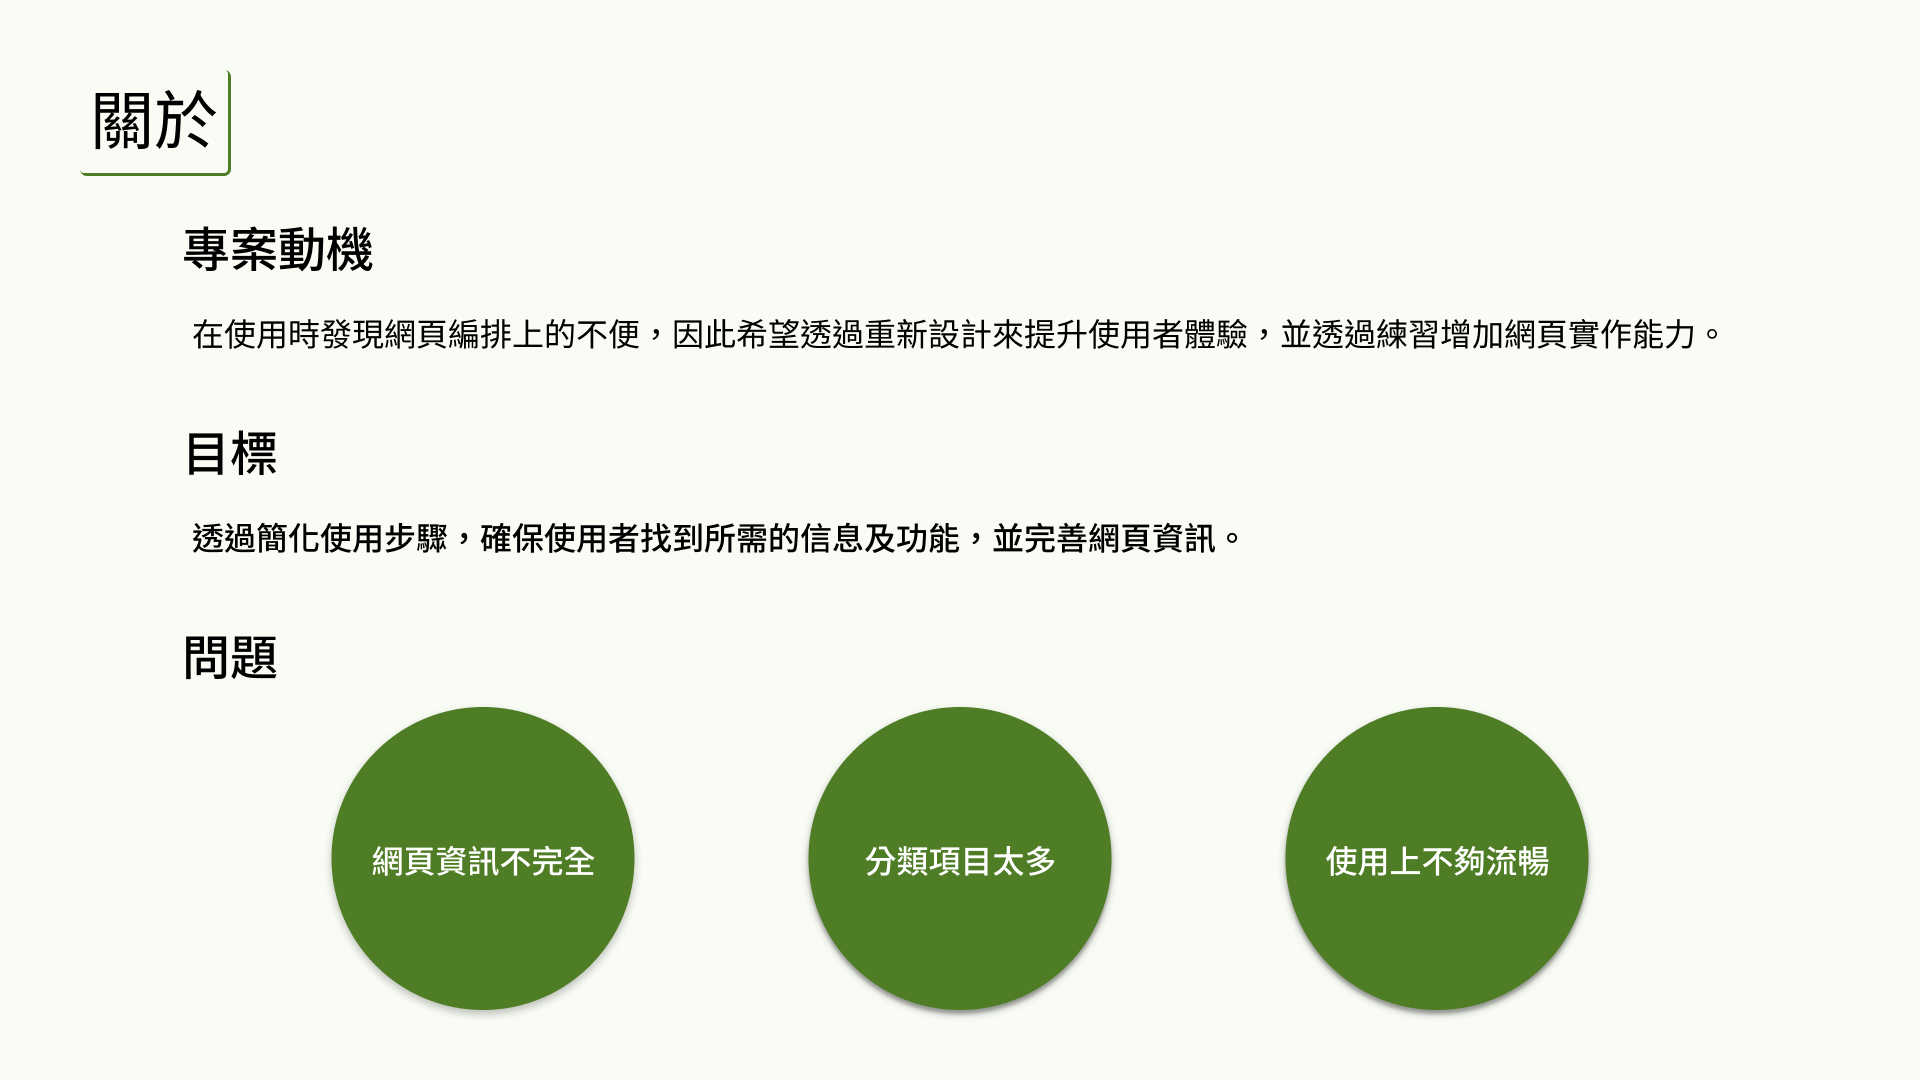 關於
專案動機
在使用時發現網頁編排上的不便，因此希望透過重新設計來提升使用者體驗，並透過練習增加網頁實作能力。
目標
透過簡化使用步驟，確保使用者找到所需的信息及功能，並完善網頁資訊。
問題
網頁資訊不完全
分類項目太多
使用上不夠流暢